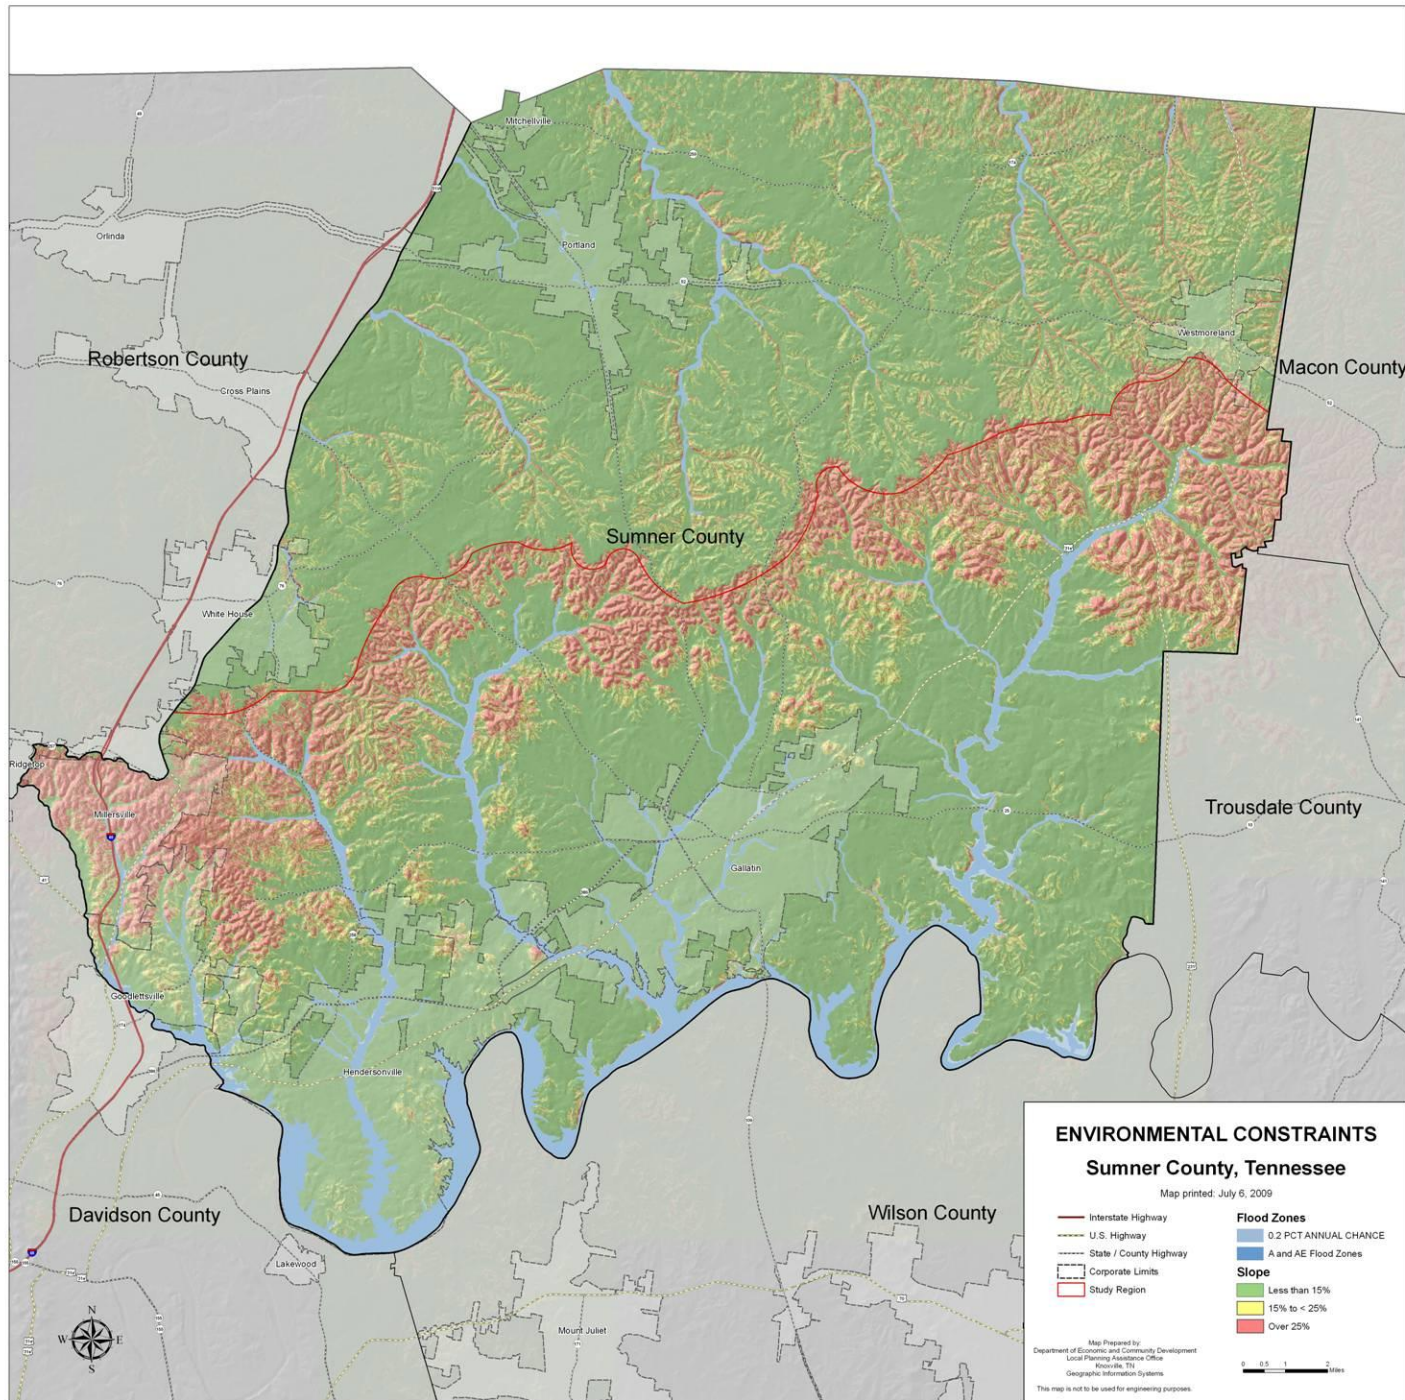 Mitchellville
Orlinda
Portland
Westmoreland
Robertson County
Macon County
Cross Plains
Sumner County
White House
Ridgetop
Millersville
Trousdale County
Gallatin
Goodlettsville
Hendersonville
Davidson County
Wilson County
Lakewood
Mount Juliet
N
W E
S
ENVIRONMENTAL CONSTRAINTS
Sumner County, Tennessee
Map printed: July 6, 2009
Interstate Highway
U.S. Highway
State / County Highway
Corporate Limits
Study Region
Flood Zones
0.2 PCT ANNUAL CHANCE
A and AE Flood Zones
Slope
Less than 15%
15% to < 25%
Over 25%
Map Prepared by:
Department of Economic and Community Development
Local Planning Assistance Office
Knoxville, TN
Geographic Information Systems
This map is not to be used for engineering purposes.
0 0.5 1 2
Miles